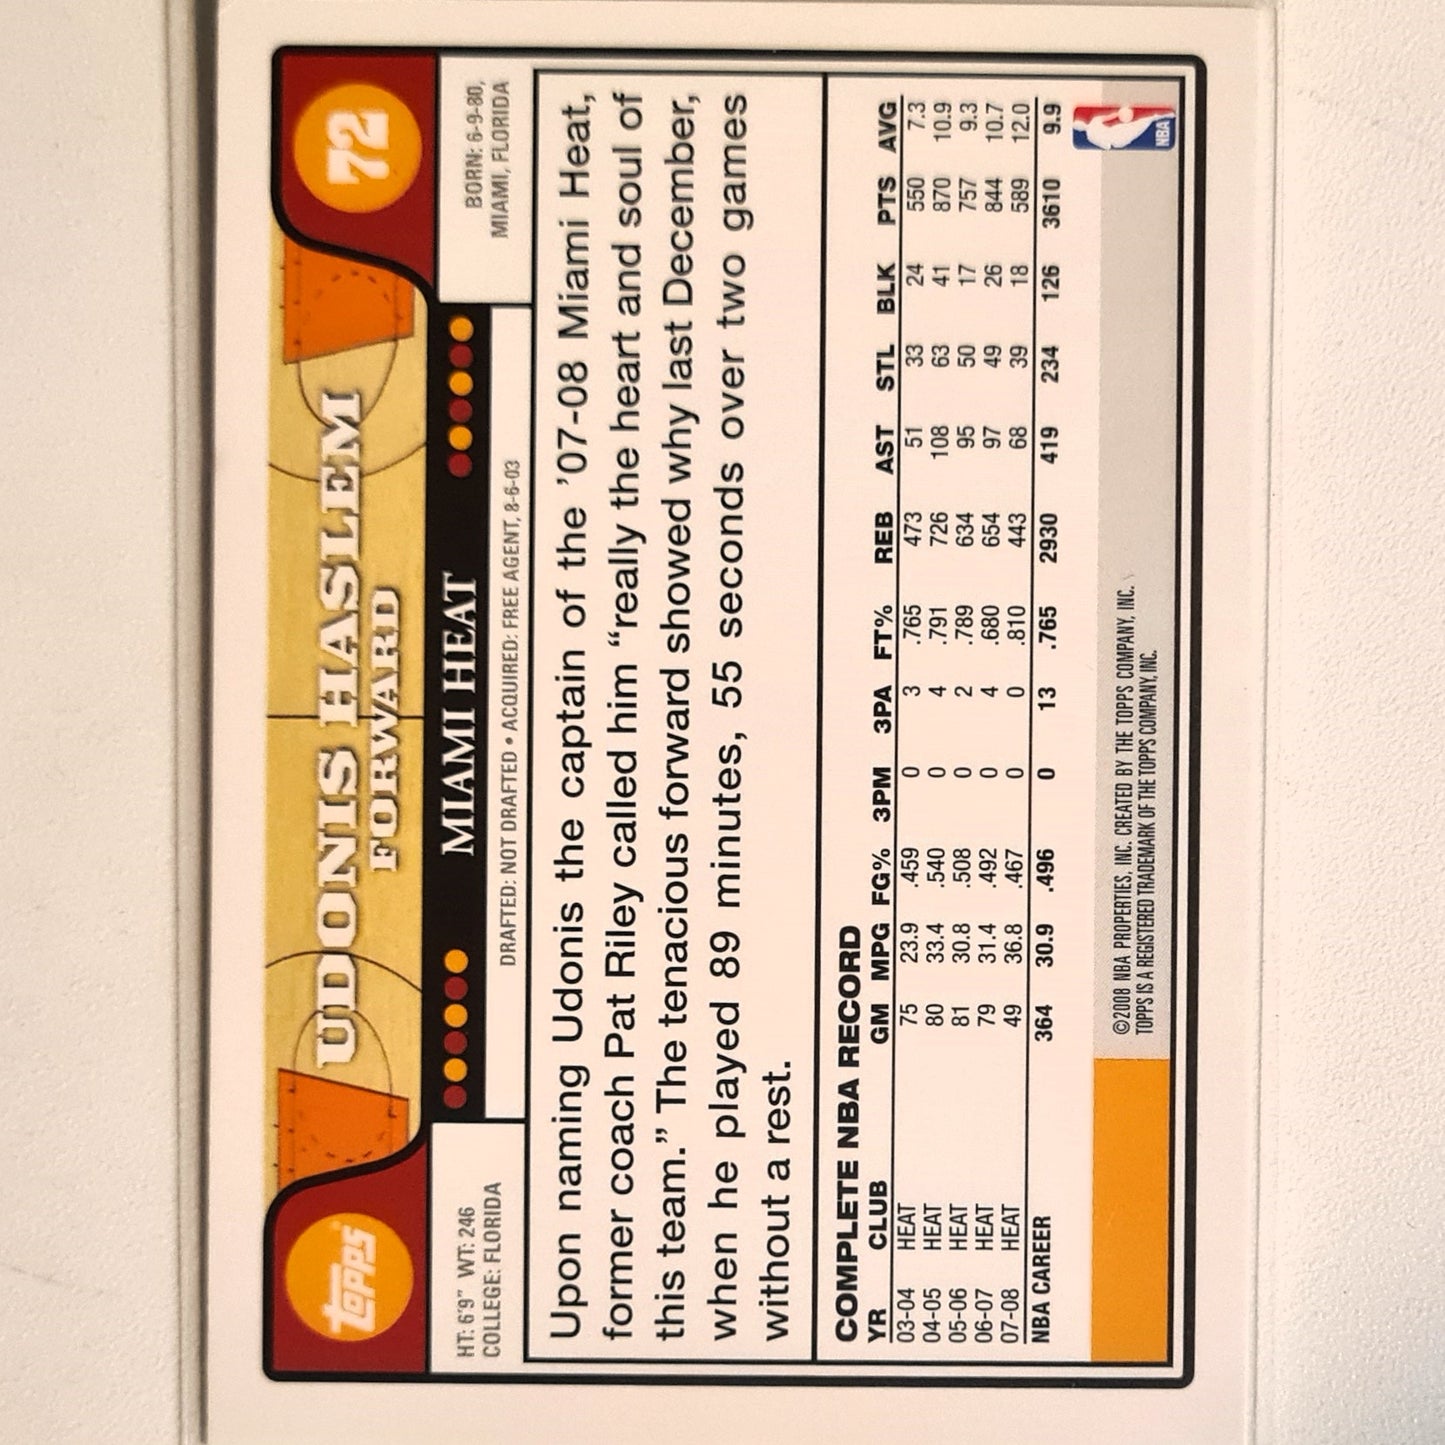 topps
UDONIS HASLEM
FORWARD
72
HT: 6'9" WT: 246
COLLEGE: FLORIDA
MIAMI HEAT
DRAFTED: NOT DRAFTED • ACQUIRED: FREE AGENT, 8-6-03
BORN: 6-9-80,
MIAMI, FLORIDA
Upon naming Udonis the captain of the '07-08 Miami Heat,
former coach Pat Riley called him “really the heart and soul of
this team.” The tenacious forward showed why last December,
when he played 89 minutes, 55 seconds over two games
without a rest.
COMPLETE NBA RECORD
YR CLUB GM MPG FG% 3PM 3PA FT% REB AST STL BLK PTS AVG
03-04 HEAT 75 23.9 .459 0 3 .765 473 51 33 24 550 7.3
04-05 HEAT 80 33.4 .540 0 4 .791 726 108 63 41 870 10.9
05-06 HEAT 81 30.8 .508 0 2 .789 634 95 50 17 757 9.3
06-07 HEAT 79 31.4 .492 0 4 .680 654 97 49 26 844 10.7
07-08 HEAT 49 36.8 .467 0 0 .810 443 68 39 18 589 12.0
NBA CAREER 364 30.9 .496 0 13 .765 2930 419 234 126 3610 9.9
©2008 NBA PROPERTIES, INC. CREATED BY THE TOPPS COMPANY, INC.
TOPPS IS A REGISTERED TRADEMARK OF THE TOPPS COMPANY, INC.
NBA